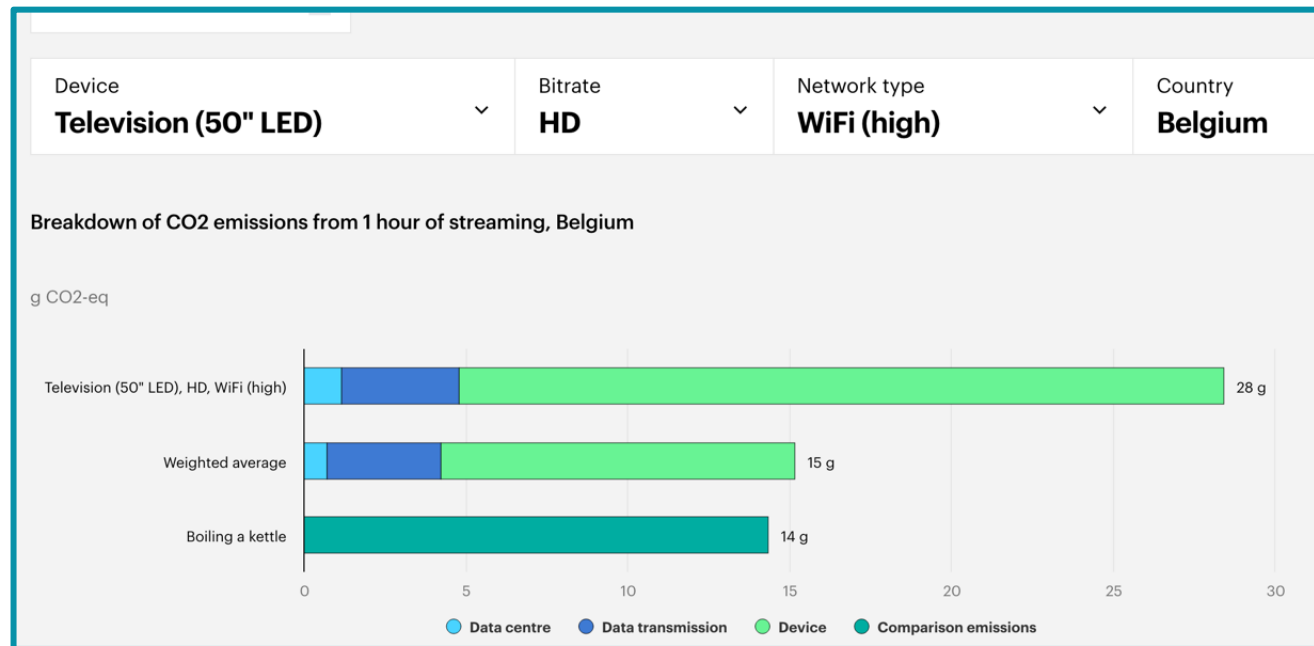 Device
Television (50" LED)
Bitrate
HD
Network type
WiFi (high)
Country
Belgium
Breakdown of CO2 emissions from 1 hour of streaming, Belgium
g CO2-eq
Television (50" LED), HD, WiFi (high)
28 g
Weighted average
15 g
Boiling a kettle
14 g
0 5 10 15 20 25 30
Data centre Data transmission Device Comparison emissions